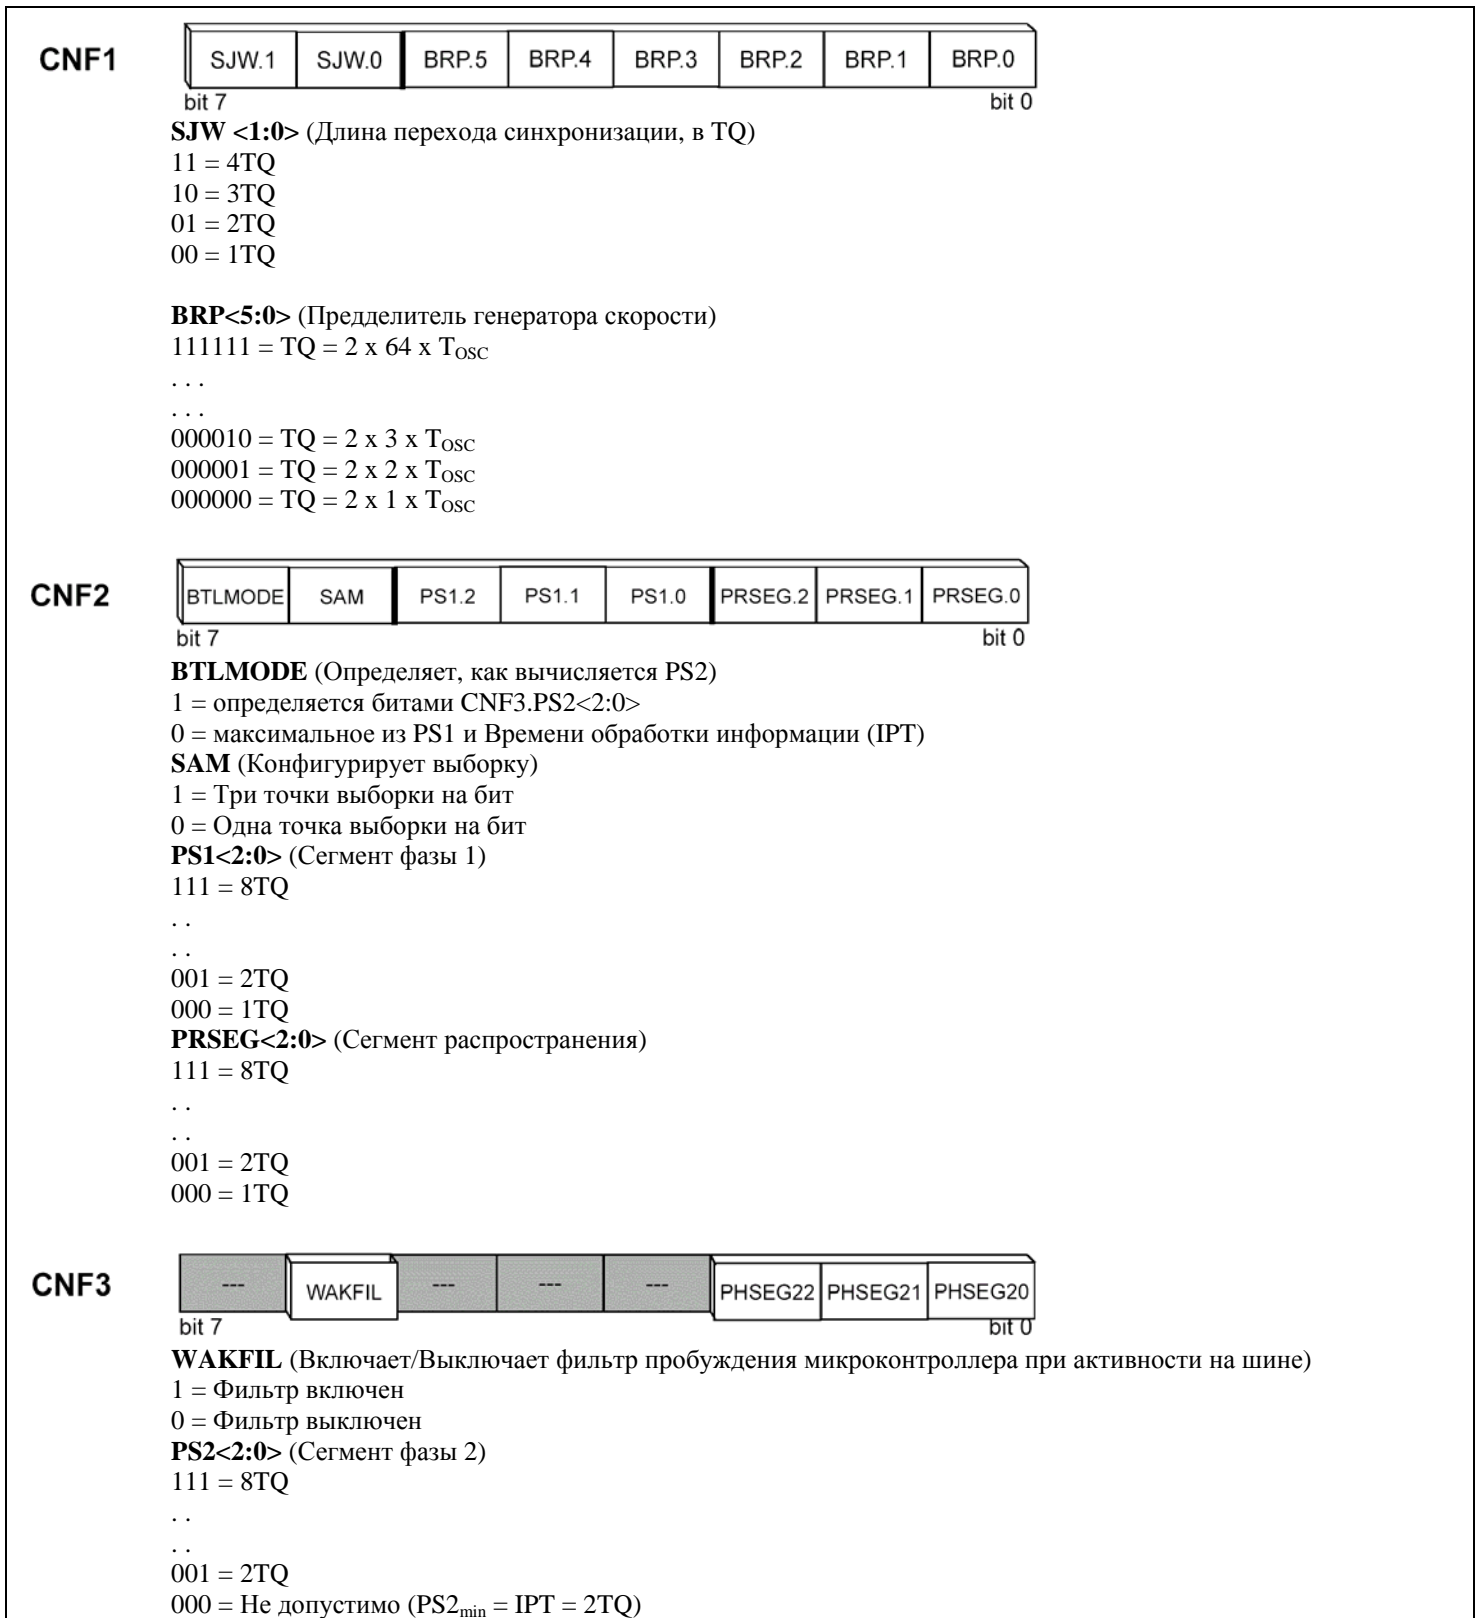 CNF1
SJW.1 SJW.0 BRP.5 BRP.4 BRP.3 BRP.2 BRP.1 BRP.0
bit 7 bit 0
SJW <1:0> (Длина перехода синхронизации, в TQ)
11 = 4TQ
10 = 3TQ
01 = 2TQ
00 = 1TQ
BRP<5:0> (Предделитель генератора скорости)
111111 = TQ = 2 x 64 x TOSC
. . .
. . .
000010 = TQ = 2 x 3 x TOSC
000001 = TQ = 2 x 2 x TOSC
000000 = TQ = 2 x 1 x TOSC
CNF2
BTLMODE SAM PS1.2 PS1.1 PS1.0 PRSEG.2 PRSEG.1 PRSEG.0
bit 7 bit 0
BTLMODE (Определяет, как вычисляется PS2)
1 = определяется битами CNF3.PS2<2:0>
0 = максимальное из PS1 и Времени обработки информации (IPT)
SAM (Конфигурирует выборку)
1 = Три точки выборки на бит
0 = Одна точка выборки на бит
PS1<2:0> (Сегмент фазы 1)
111 = 8TQ
. .
. .
001 = 2TQ
000 = 1TQ
PRSEG<2:0> (Сегмент распространения)
111 = 8TQ
. .
. .
001 = 2TQ
000 = 1TQ
CNF3
--- WAKFIL --- --- --- PHSEG22 PHSEG21 PHSEG20
bit 7 bit 0
WAKFIL (Включает/Выключает фильтр пробуждения микроконтроллера при активности на шине)
1 = Фильтр включен
0 = Фильтр выключен
PS2<2:0> (Сегмент фазы 2)
111 = 8TQ
. .
. .
001 = 2TQ
000 = Не допустимо (PS2min = IPT = 2TQ)